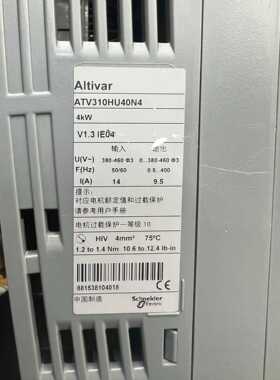 Altivar
ATV310HU40N4
4kW
V1.3 IE04
输入 输出
U(V~) 380-460 Φ3 0...380-460 Φ3
F(Hz) 50/60 0.5...400
I(A) 14 9.5
提示:
对应电机额定值和过载保护
请参考用户手册
电机过载保护一等级 10
HIV 4mm² 75℃
1.2 to 1.4 Nm 10.6 to 12.4 lb-in
881538104018
中国制造
Schneider
Electric